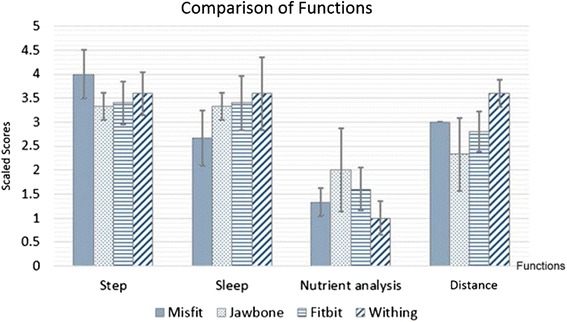 Comparison of Functions
Scaled Scores
5
4.5
4
3.5
3
2.5
2
1.5
1
0.5
0
Functions
Step Sleep Nutrient analysis Distance
Misfit Jawbone Fitbit Withing